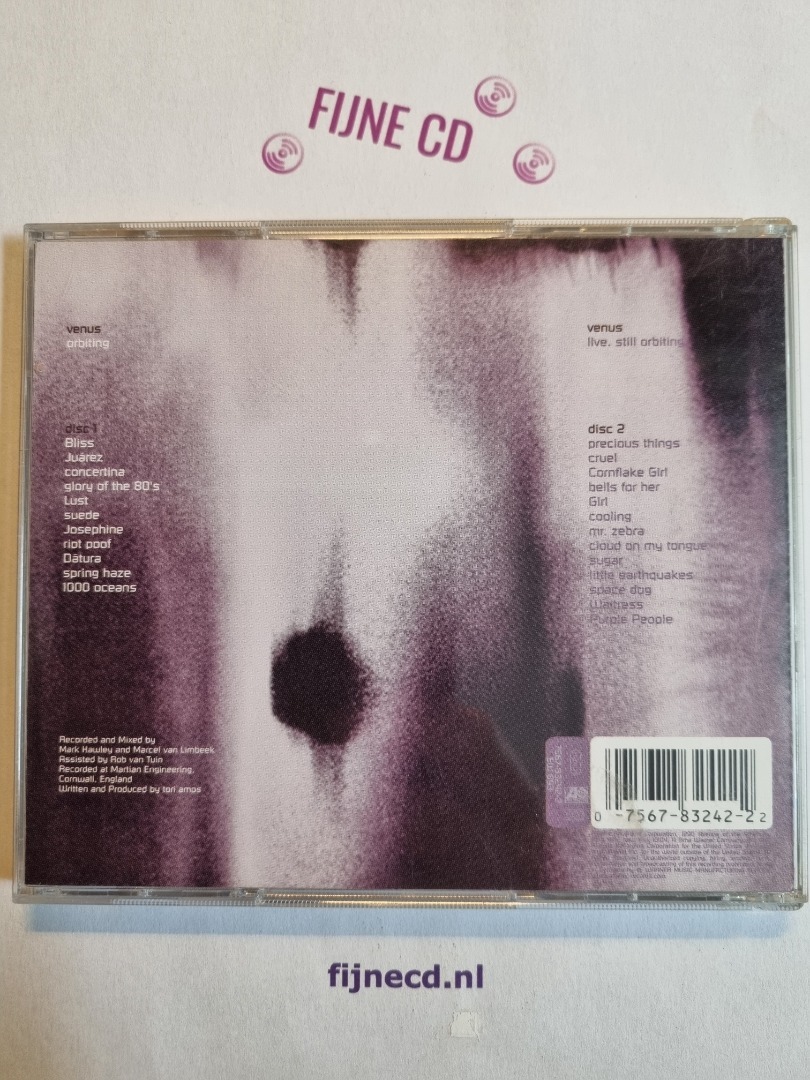 FIJNE CD
venus
orbiting
disc 1
Bliss
Juárez
concertina
glory of the 80's
Lust
suede
Josephine
riot poof
Dātura
spring haze
1000 oceans
Recorded and Mixed by
Mark Hawley and Marcel van Limbeek
Assisted by Rob van Tuin
Recorded at Martian Engineering,
Cornwall, England
Written and Produced by tori amos
venus
live. still orbiting
disc 2
precious things
cruel
Cornflake Girl
bells for her
Girl
cooling
mr. zebra
cloud on my tongue
sugar
little earthquakes
space dog
Waitress
Purple People
0 -7567-83242-2 2
fijnecd.nl